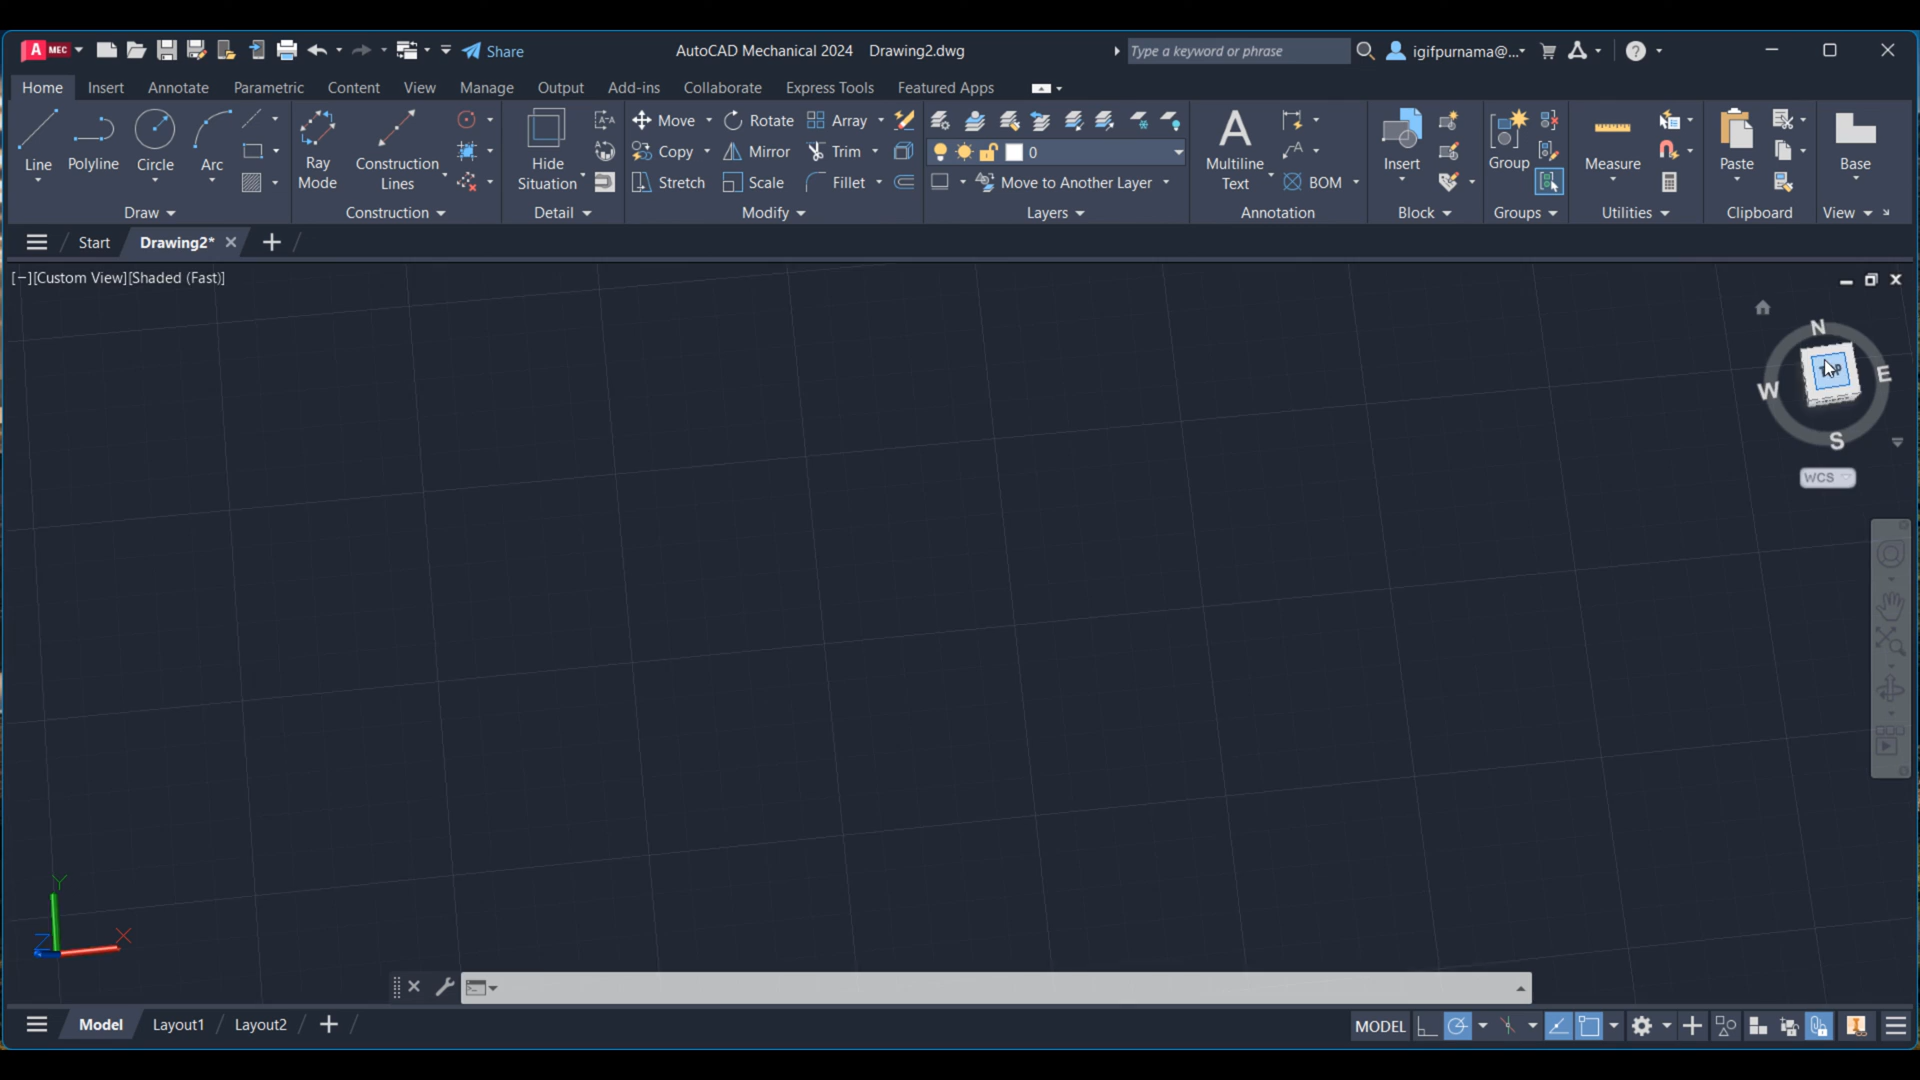 A MEC Share AutoCAD Mechanical 2024 Drawing2.dwg Type a keyword or phrase igifpurnama@...
Home Insert Annotate Parametric Content View Manage Output Add-ins Collaborate Express Tools Featured Apps
Line Polyline Circle Arc
Ray Mode
Construction Lines
Hide Situation
Move Rotate Array
Copy Mirror Trim
Stretch Scale Fillet
0
Move to Another Layer
Multiline Text
BOM
Insert
Group
Measure
Paste
Base
Draw Construction Detail Modify Layers Annotation Block Groups Utilities Clipboard View
Start Drawing2*
[−][Custom View][Shaded (Fast)]
N
TOP
W E
S
WCS
Y
Z X
Model Layout1 Layout2 MODEL